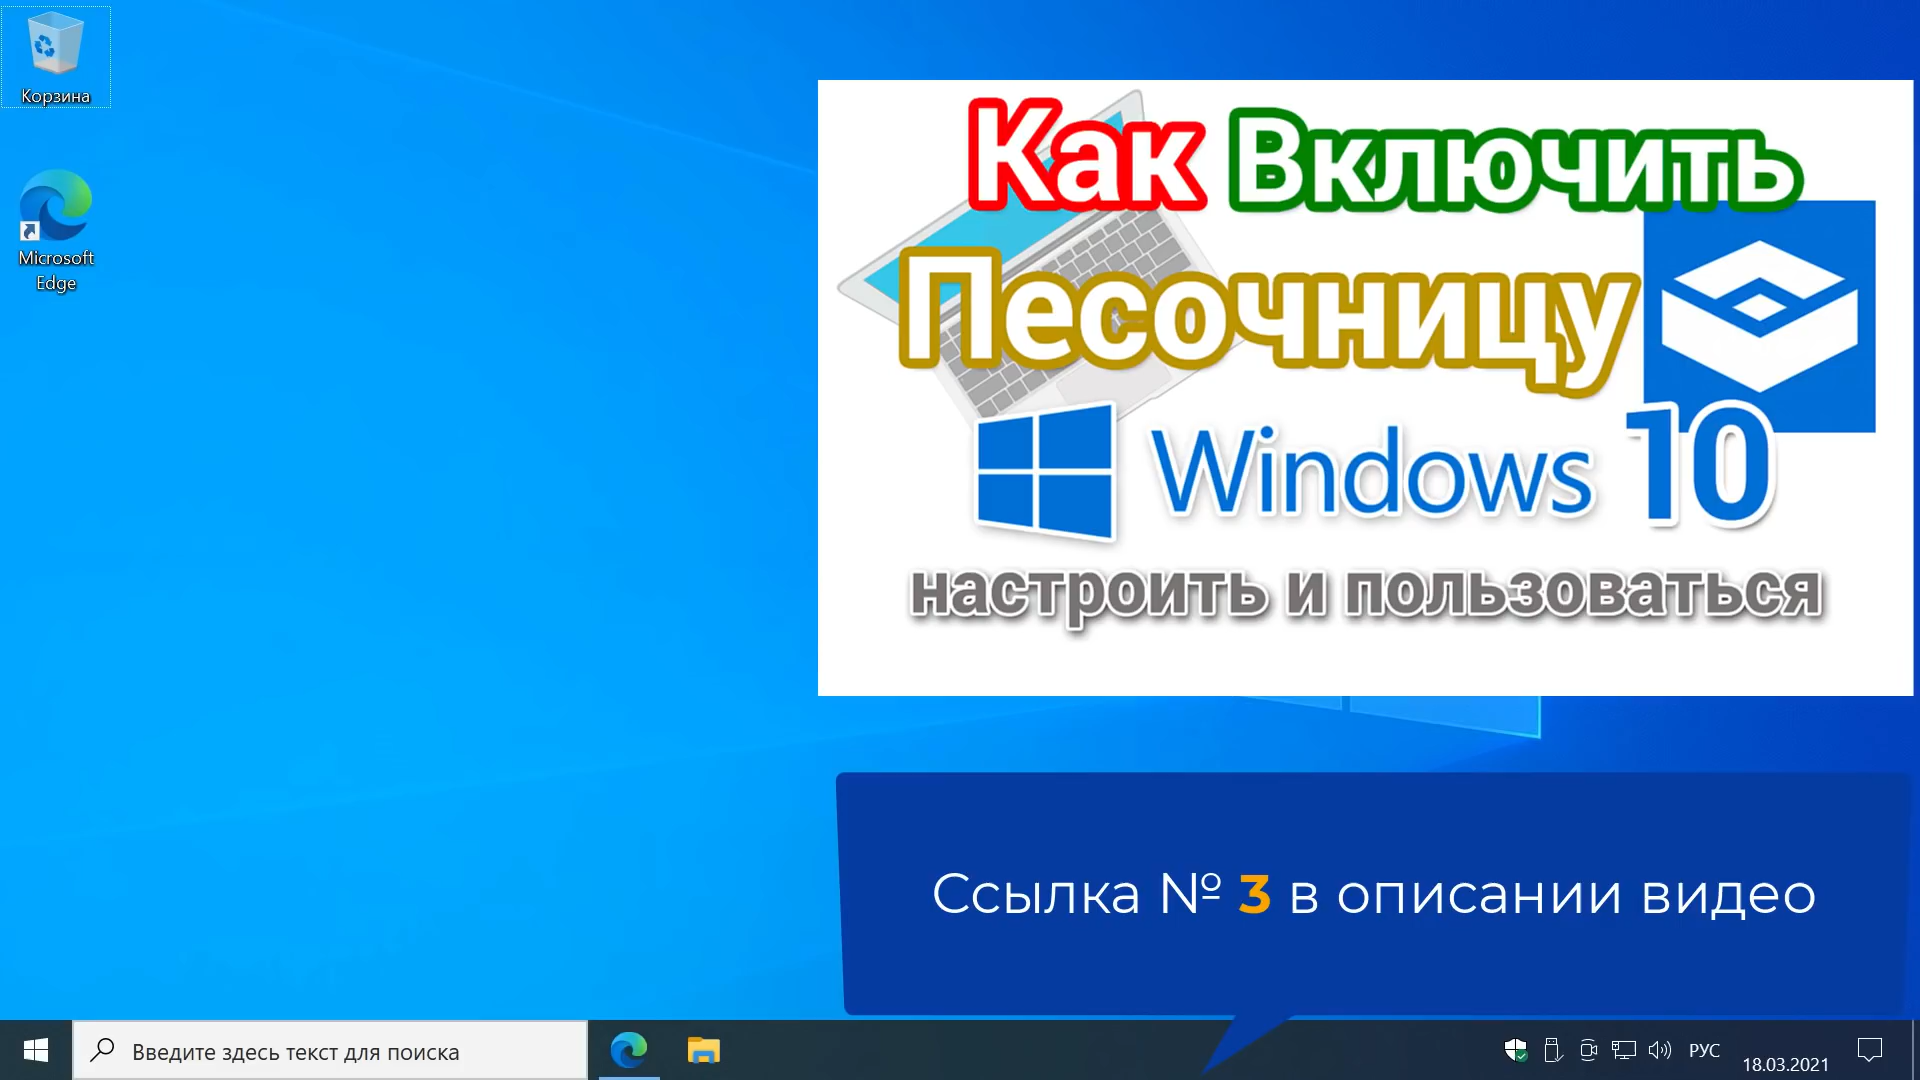 Корзина
Microsoft
Edge
Как Включить
Песочницу
Windows 10
настроить и пользоваться
Ссылка № 3 в описании видео
Введите здесь текст для поиска
РУС
18.03.2021